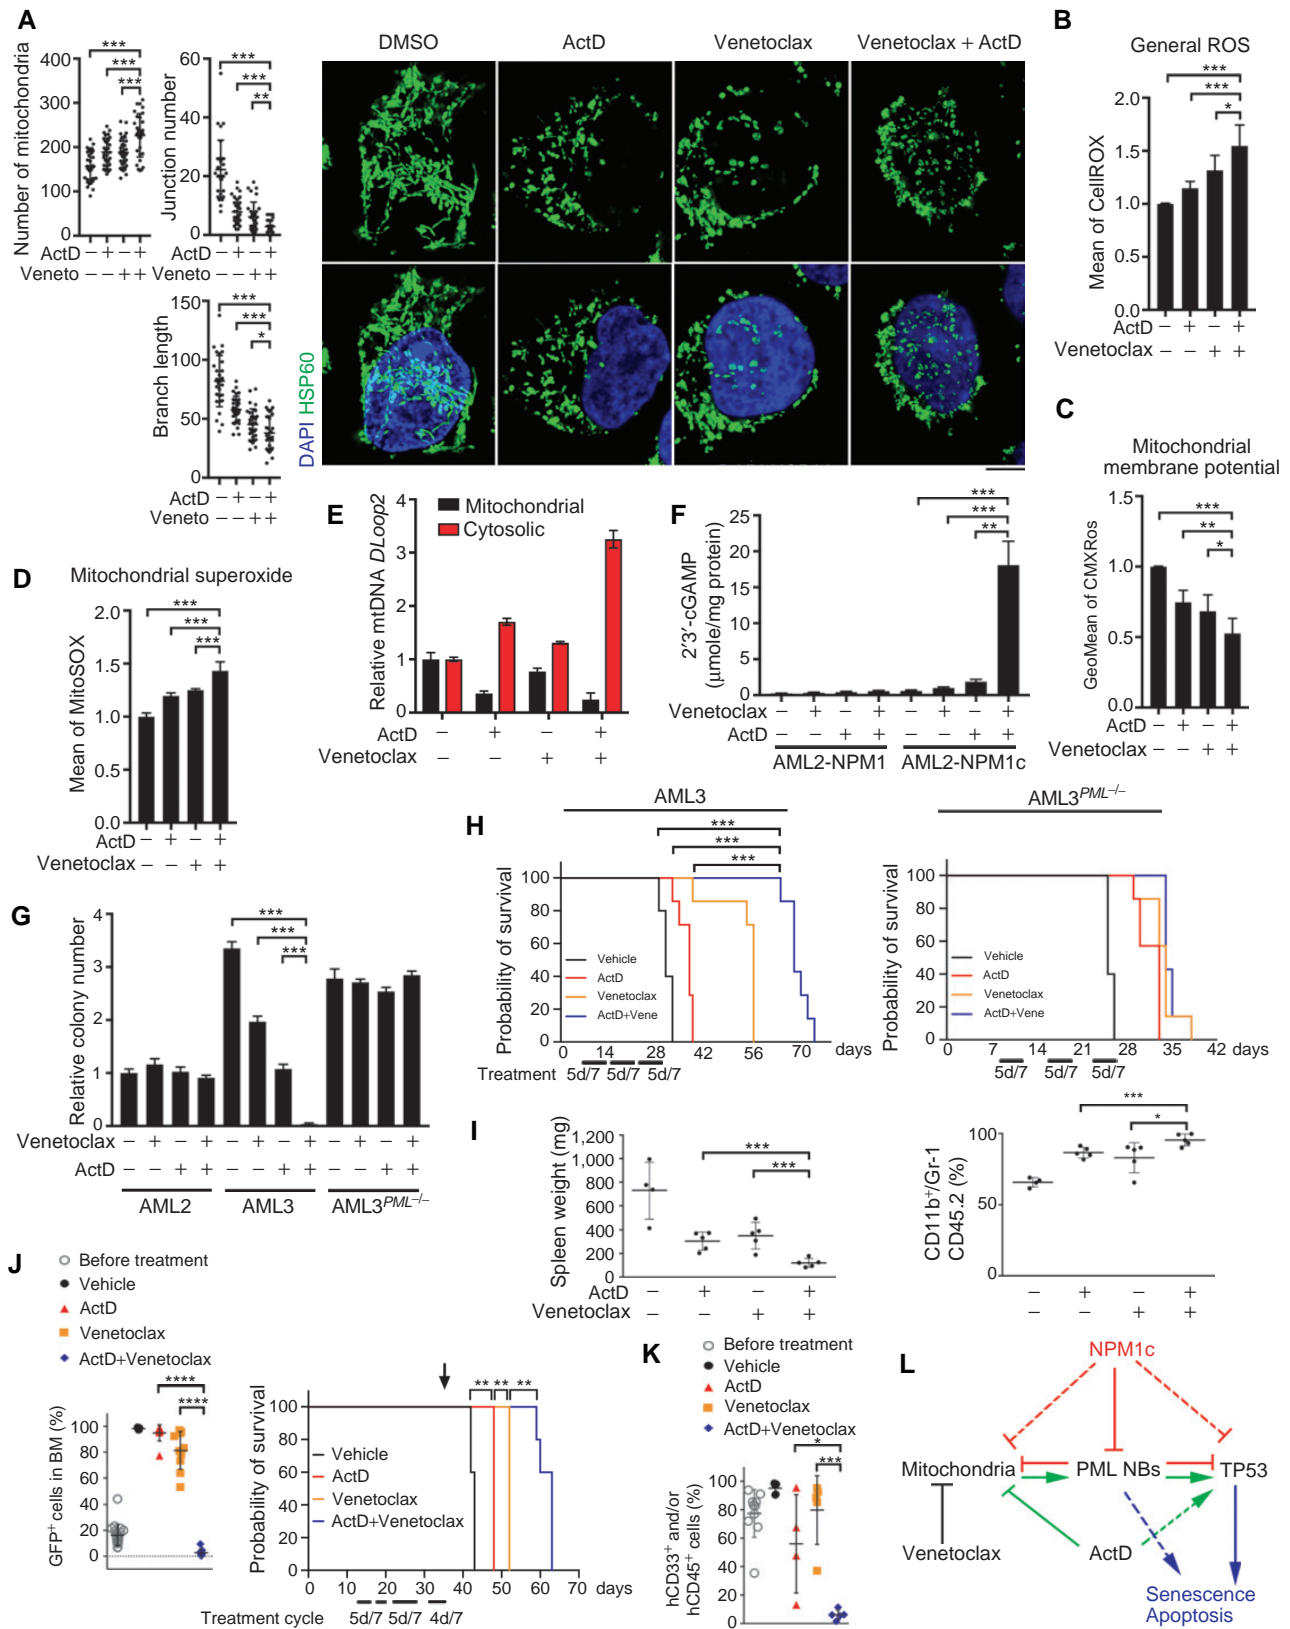 A
Number of mitochondria
400
300
200
100
0
*** *** ***
ActD − + − +
Veneto − − + +
Junction number
60
40
20
0
*** *** **
ActD − + − +
Veneto − − + +
Branch length
150
100
50
0
*** *** *
ActD − + − +
Veneto − − + +
DMSO ActD Venetoclax Venetoclax + ActD
DAPI HSP60
B
General ROS
Mean of CellROX
2.0
1.5
1.0
0.5
0.0
*** *** *
ActD − + − +
Venetoclax − − + +
C
Mitochondrial
membrane potential
GeoMean of CMXRos
1.5
1.0
0.5
0.0
*** ** *
ActD − + − +
Venetoclax − − + +
D
Mitochondrial superoxide
Mean of MitoSOX
2.0
1.5
1.0
0.5
0.0
*** *** ***
ActD − + − +
Venetoclax − − + +
E
Relative mtDNA DLoop2
4
3
2
1
0
Mitochondrial
Cytosolic
ActD − + − +
Venetoclax − − + +
F
2′3′-cGAMP
(μmole/mg protein)
25
20
15
10
5
0
*** *** **
Venetoclax − + − + − + − +
ActD − − + + − − + +
AML2-NPM1 AML2-NPM1c
G
Relative colony number
4
3
2
1
0
*** *** ***
Venetoclax − + − + − + − + − + − +
ActD − − + + − − + + − − + +
AML2 AML3 AML3PML−/−
H
AML3
*** *** ***
Probability of survival
100
80
60
40
20
0
Vehicle
ActD
Venetoclax
ActD+Vene
0 14 28 42 56 70 days
Treatment 5d/7 5d/7 5d/7
AML3PML−/−
Probability of survival
100
80
60
40
20
0
Vehicle
ActD
Venetoclax
ActD+Vene
0 7 14 21 28 35 42 days
5d/7 5d/7 5d/7
I
Spleen weight (mg)
1,200
1,000
800
600
400
200
0
*** ***
ActD − + − +
Venetoclax − − + +
CD11b+/Gr-1
CD45.2 (%)
100
50
0
*** *
− + − +
− − + +
J
Before treatment
Vehicle
ActD
Venetoclax
ActD+Venetoclax
GFP+ cells in BM (%)
100
80
60
40
20
0
**** ****
Probability of survival
100
80
60
40
20
0
** ** **
Vehicle
ActD
Venetoclax
ActD+Venetoclax
0 10 20 30 40 50 60 70 days
Treatment cycle 5d/7 5d/7 4d/7
K
Before treatment
Vehicle
ActD
Venetoclax
ActD+Venetoclax
hCD33+ and/or
hCD45+ cells (%)
100
80
60
40
20
0
* ***
L
NPM1c
Mitochondria PML NBs TP53
Venetoclax ActD
Senescence
Apoptosis